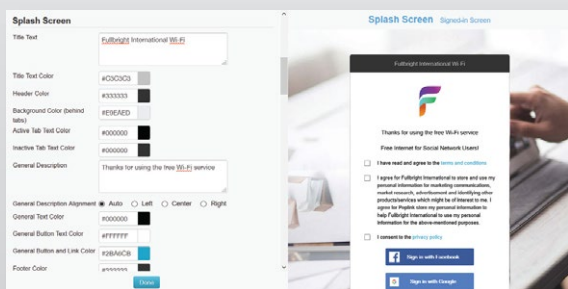 Splash Screen
Title Text
Fullbright International Wi-Fi
Title Text Color
#C3C3C3
Header Color
#333333
Background Color (behind
tabs)
#E9EAED
Active Tab Text Color
#000000
Inactive Tab Text Color
#000000
General Description
Thanks for using the free Wi-Fi service
General Description Alignment Auto Left Center Right
General Text Color
#000000
General Button Text Color
#FFFFFF
General Button and Link Color
#2BA6CB
Footer Color
#333333
Done
Splash Screen Signed-in Screen
Fulbright International Wi-Fi
F
Thanks for using the free Wi-Fi service
Free Internet for Social Network Users!
I have read and agree to the terms and conditions
I agree for Fulbright International to store and use my
personal information for marketing communications,
market research, advertisement and identifying other
products/services which might be of interest to me. I
agree for Peplink store my personal information to
help Fulbright International to use my personal
information for the above-mentioned purposes.
I consent to the privacy policy
Sign in with Facebook
Sign in with Google